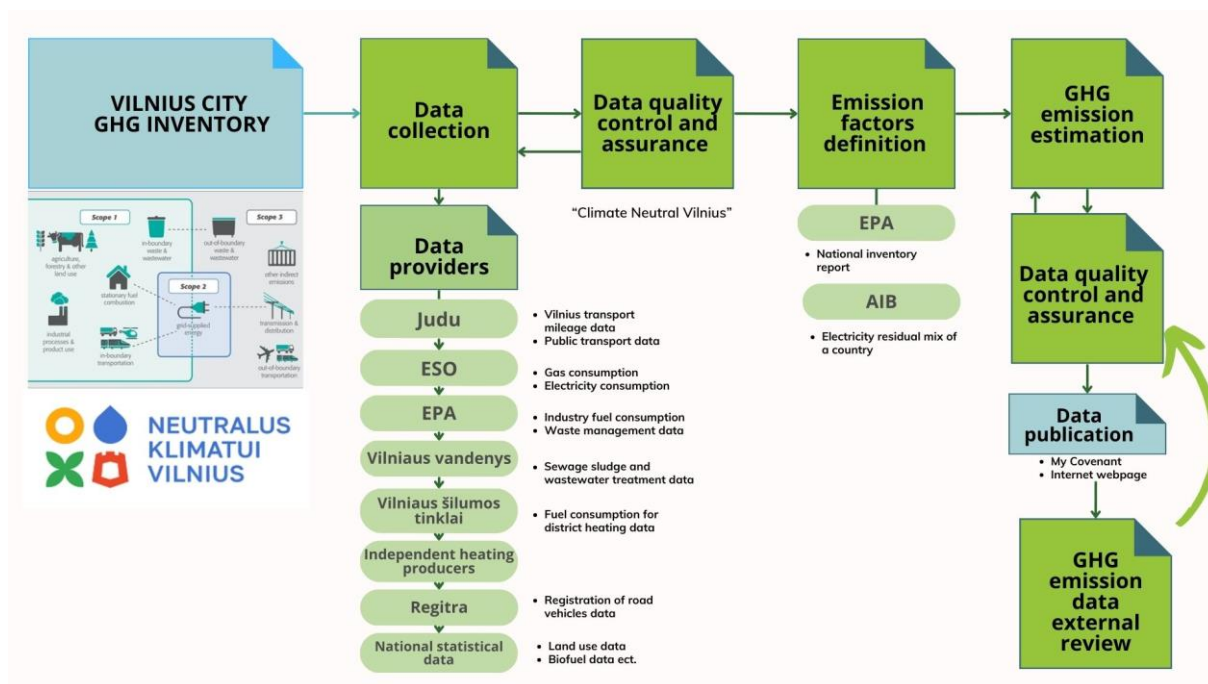 VILNIUS CITY
GHG INVENTORY
Data
collection
Data quality
control and
assurance
Emission
factors
definition
GHG
emission
estimation
Scope 1
Scope 2
Scope 3
agriculture,
forestry & other
land use
in-boundary
waste &
wastewater
out-of-boundary
waste &
wastewater
other indirect
emissions
stationary fuel
combustion
grid-supplied
energy
transmission &
distribution
industrial
processes &
product use
in-boundary
transportation
out-of-boundary
transportation
NEUTRALUS
KLIMATUI
VILNIUS
Data
providers
Judu
• Vilnius transport
mileage data
• Public transport data
ESO
• Gas consumption
• Electricity consumption
EPA
• Industry fuel consumption
• Waste management data
Vilniaus vandenys
• Sewage sludge and
wastewater treatment data
Vilniaus šilumos
tinklai
• Fuel consumption for
district heating data
Independent heating
producers
Regitra
• Registration of road
vehicles data
National statistical
data
• Land use data
• Biofuel data ect.
“Climate Neutral Vilnius”
EPA
• National inventory
report
AIB
• Electricity residual mix of
a country
Data quality
control and
assurance
Data
publication
• My Covenant
• Internet webpage
GHG
emission
data
external
review